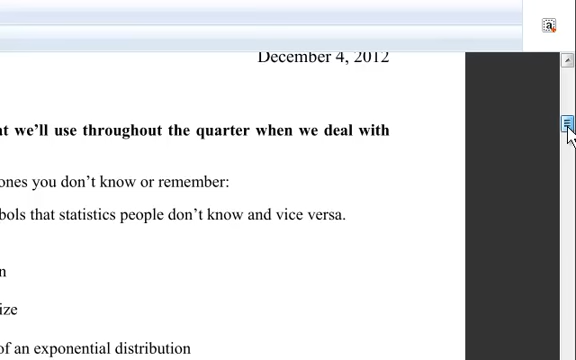 a
December 4, 2012
at we’ll use throughout the quarter when we deal with
ones you don’t know or remember:
bols that statistics people don’t know and vice versa.
n
ize
of an exponential distribution